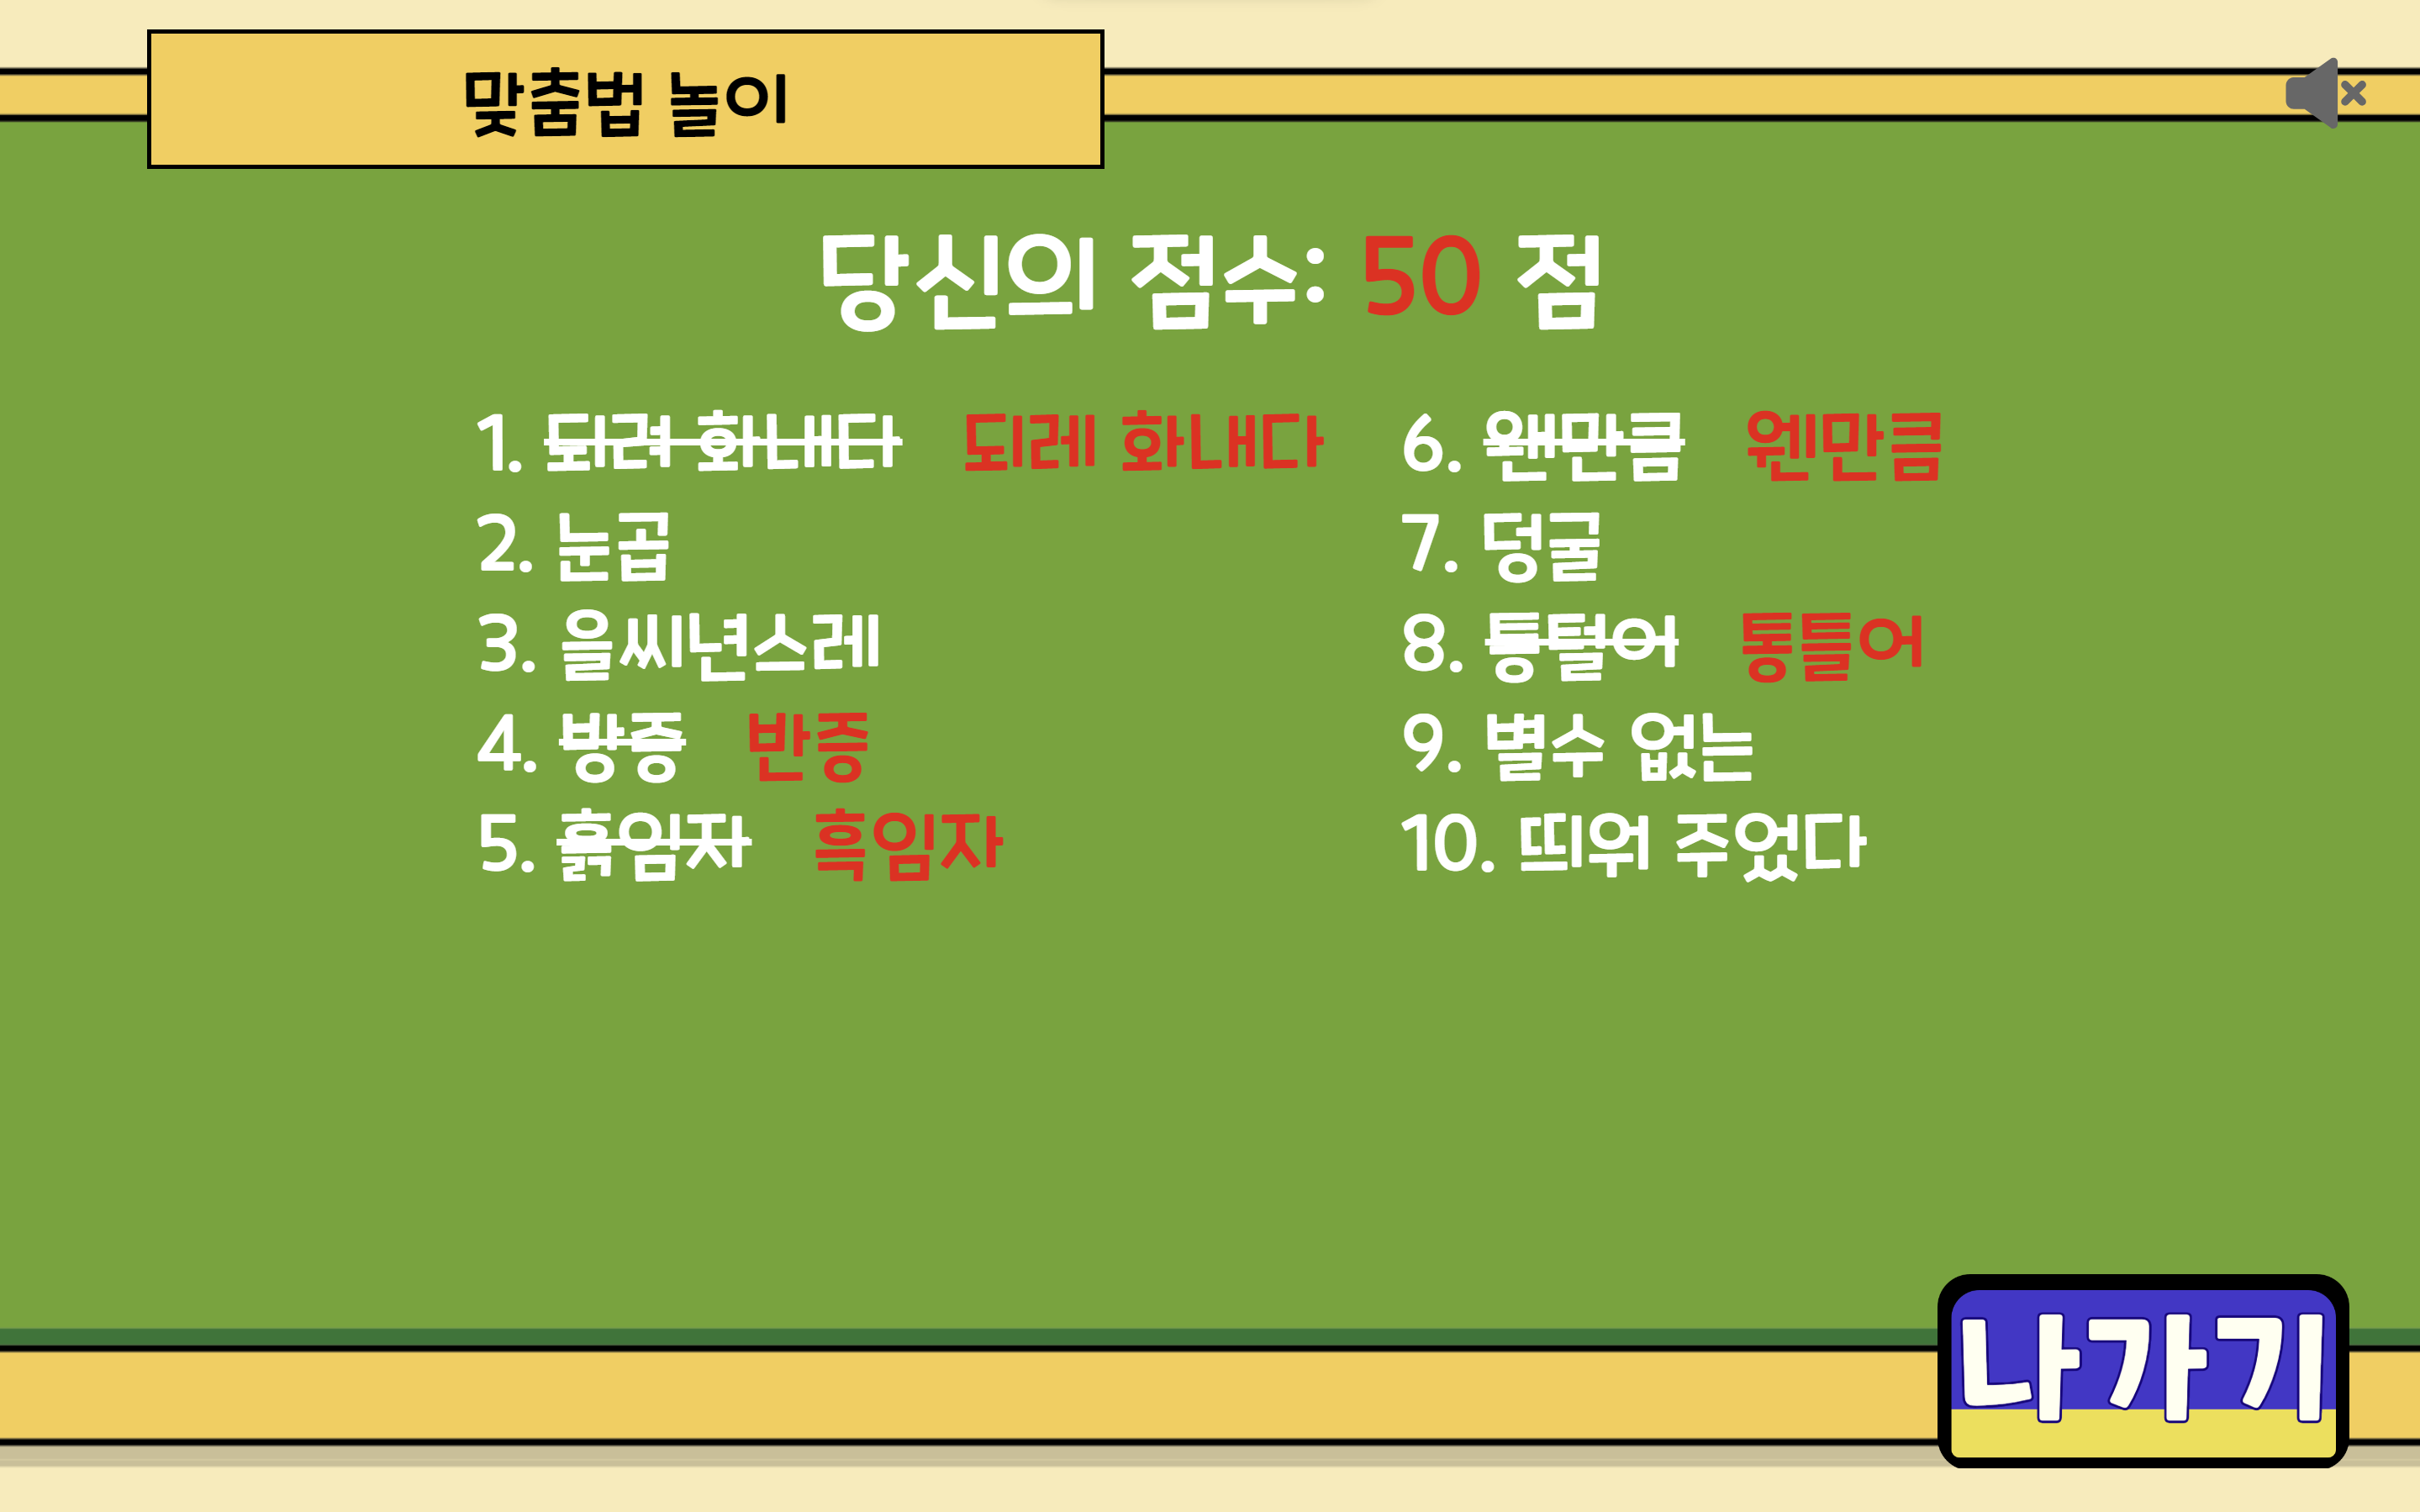 맞춤법 놀이
당신의 점수: 50 점
1. 되려 화내다 되레 화내다
2. 눈곱
3. 을씨년스레
4. 방증 반증
5. 흙임자 흑임자
6. 왠만큼 웬만큼
7. 덩굴
8. 통털어 통틀어
9. 별수 없는
10. 띄워 주었다
나가기